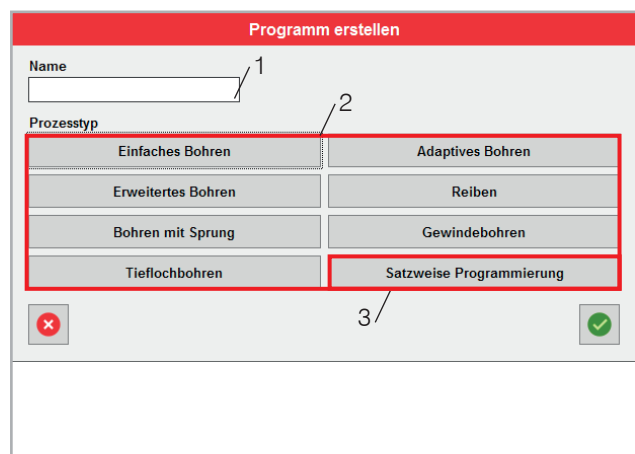 Programm erstellen
Name
1
2
Prozesstyp
Einfaches Bohren
Adaptives Bohren
Erweitertes Bohren
Reiben
Bohren mit Sprung
Gewindebohren
Tieflochbohren
Satzweise Programmierung
3